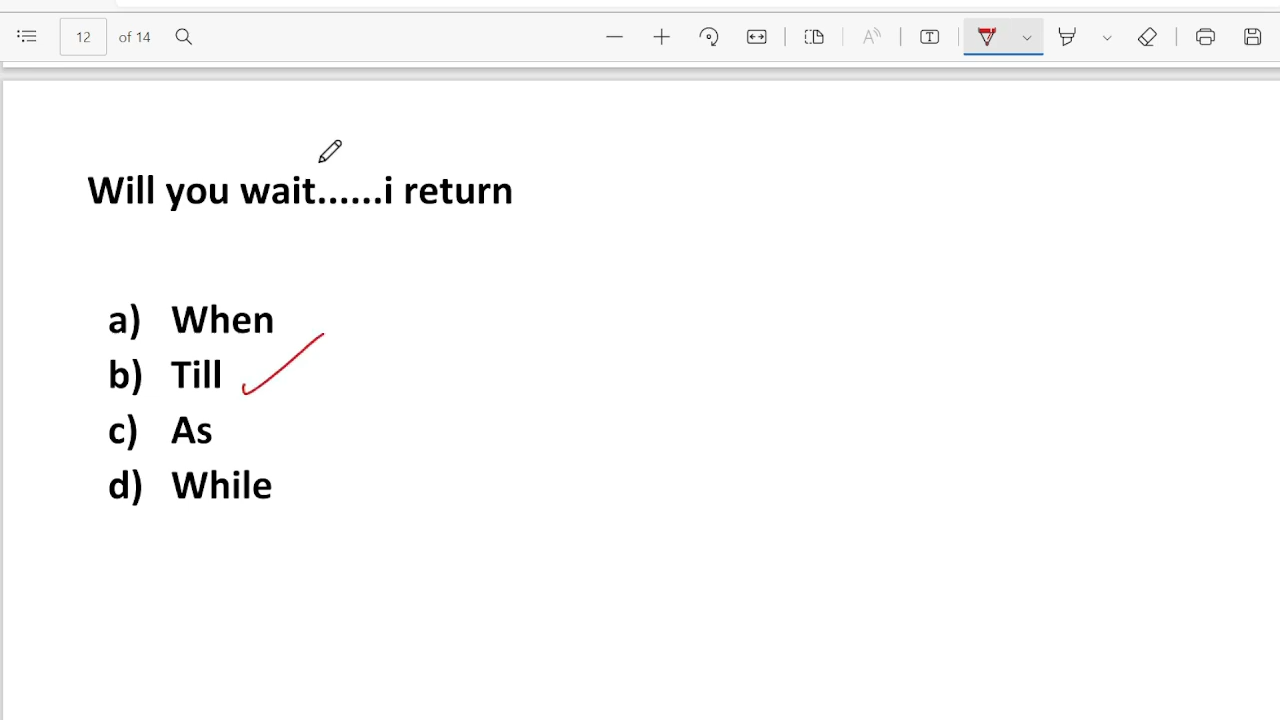 12 of 14
Will you wait......i return
a) When
b) Till
c) As
d) While